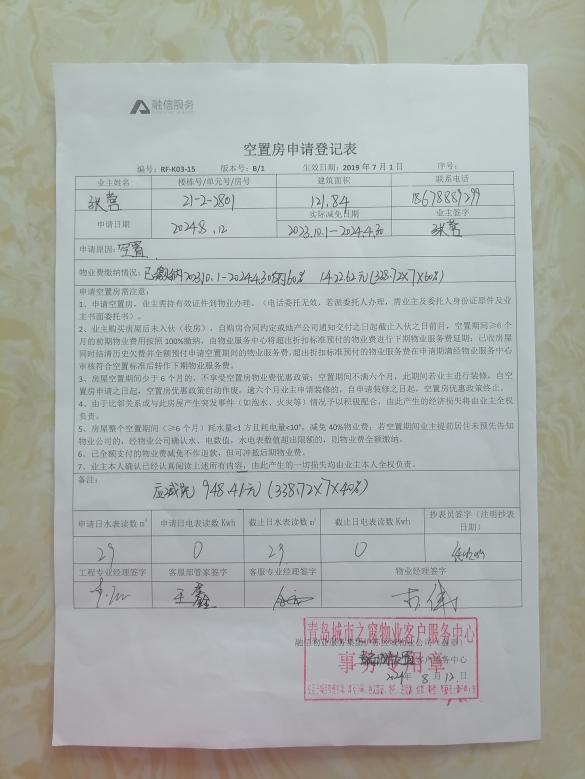 融信服务
空置房申请登记表
编号：RF-K03-15 版本号：B/1 生效日期：2019 年 7 月 1 日 序号：
业主姓名 楼栋号/单元号/房号 建筑面积 联系电话
张营 21-2-2801 121.84 18678889299
申请日期 2024.8.12 实际减免日期 业主签字
2023.10.1-2024.4.30 张营
申请原因：空置
物业费缴纳情况：已缴纳2023.10.1-2024.4.30的60% 1422.62元(338.72×7×60%)
申请空置房需注意：
1、申请空置房，业主需持有效证件到物业办理。（电话委托无效，若派委托人办理，需业主及委托人身份证原件及业
主书面委托书）。
2、业主购买房屋后未入伙（收房），自购房合同约定或地产公司通知交付之日起截止入伙之日前月，空置期间≥6 个
月的前期物业费用按照 100%缴纳，由物业服务中心将超出折扣标准预付的物业费进行下期物业服务费延期；已收房屋
同时结清历史欠费并全额预付申请空置期间的物业服务费，超出折扣标准预付的物业服务费在申请期满经物业服务中心
审核符合空置标准后转作下期物业服务费。
3、房屋空置期间少于 6 个月的，不享受空置房物业费优惠政策；空置期间不满六个月，此期间若业主进行装修，自空
置房申请之日起，空置房优惠政策自动作废。逾六个月业主申请装修的，自申请装修之日起，空置房优惠政策终止。
4、由于比邻关系或与此房屋产生突发事件（如泡水、火灾等）情况予以积极配合，由此产生的经济损失将由业主全权
负责。
5、房屋整个空置期间（≥6 个月）耗水量<1 方且耗电量<10°，减免 40%物业费；若空置期间业主提前居住未预先告知
物业公司的，经物业公司确认水、电数值，水电表数值超出限额的，则物业费全额缴纳。
6、已全额支付的物业费减免不作退款，但可冲抵后期物业费。
7、业主本人确认已经认真阅读上述所有内容，由此产生的一切损失均由业主本人全权负责。
备注：
应减免 948.41元(338.72×7×40%)
申请日水表读数 m³ 申请日电表读数 Kwh 截止日水表读数 m³ 截止日电表读数 Kwh 抄表员签字（注明抄表
日期）
29 0 29 0
工程专业经理签字 客服部管家签字 客服专业经理签字 物业经理签字
王鑫
青岛城市之窗物业客户服务中心
客户服务中心
事务专用章
2024年 8 月 12 日